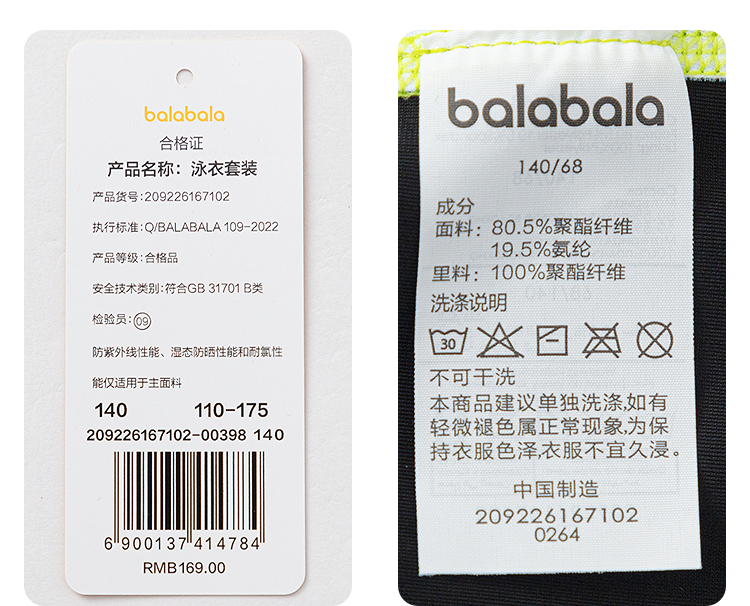 balabala
合格证
产品名称：泳衣套装
产品货号：209226167102
执行标准：Q/BALABALA 109-2022
产品等级：合格品
安全技术类别：符合GB 31701 B类
检验员：09
防紫外线性能、湿态防晒性能和耐氯性
能仅适用于主面料
140 110-175
209226167102-00398 140
6 900137 414784
RMB169.00
balabala
140/68
成分
面料：80.5%聚酯纤维
19.5%氨纶
里料：100%聚酯纤维
洗涤说明
30
不可干洗
本商品建议单独洗涤,如有
轻微褪色属正常现象,为保
持衣服色泽,衣服不宜久浸。
中国制造
209226167102
0264